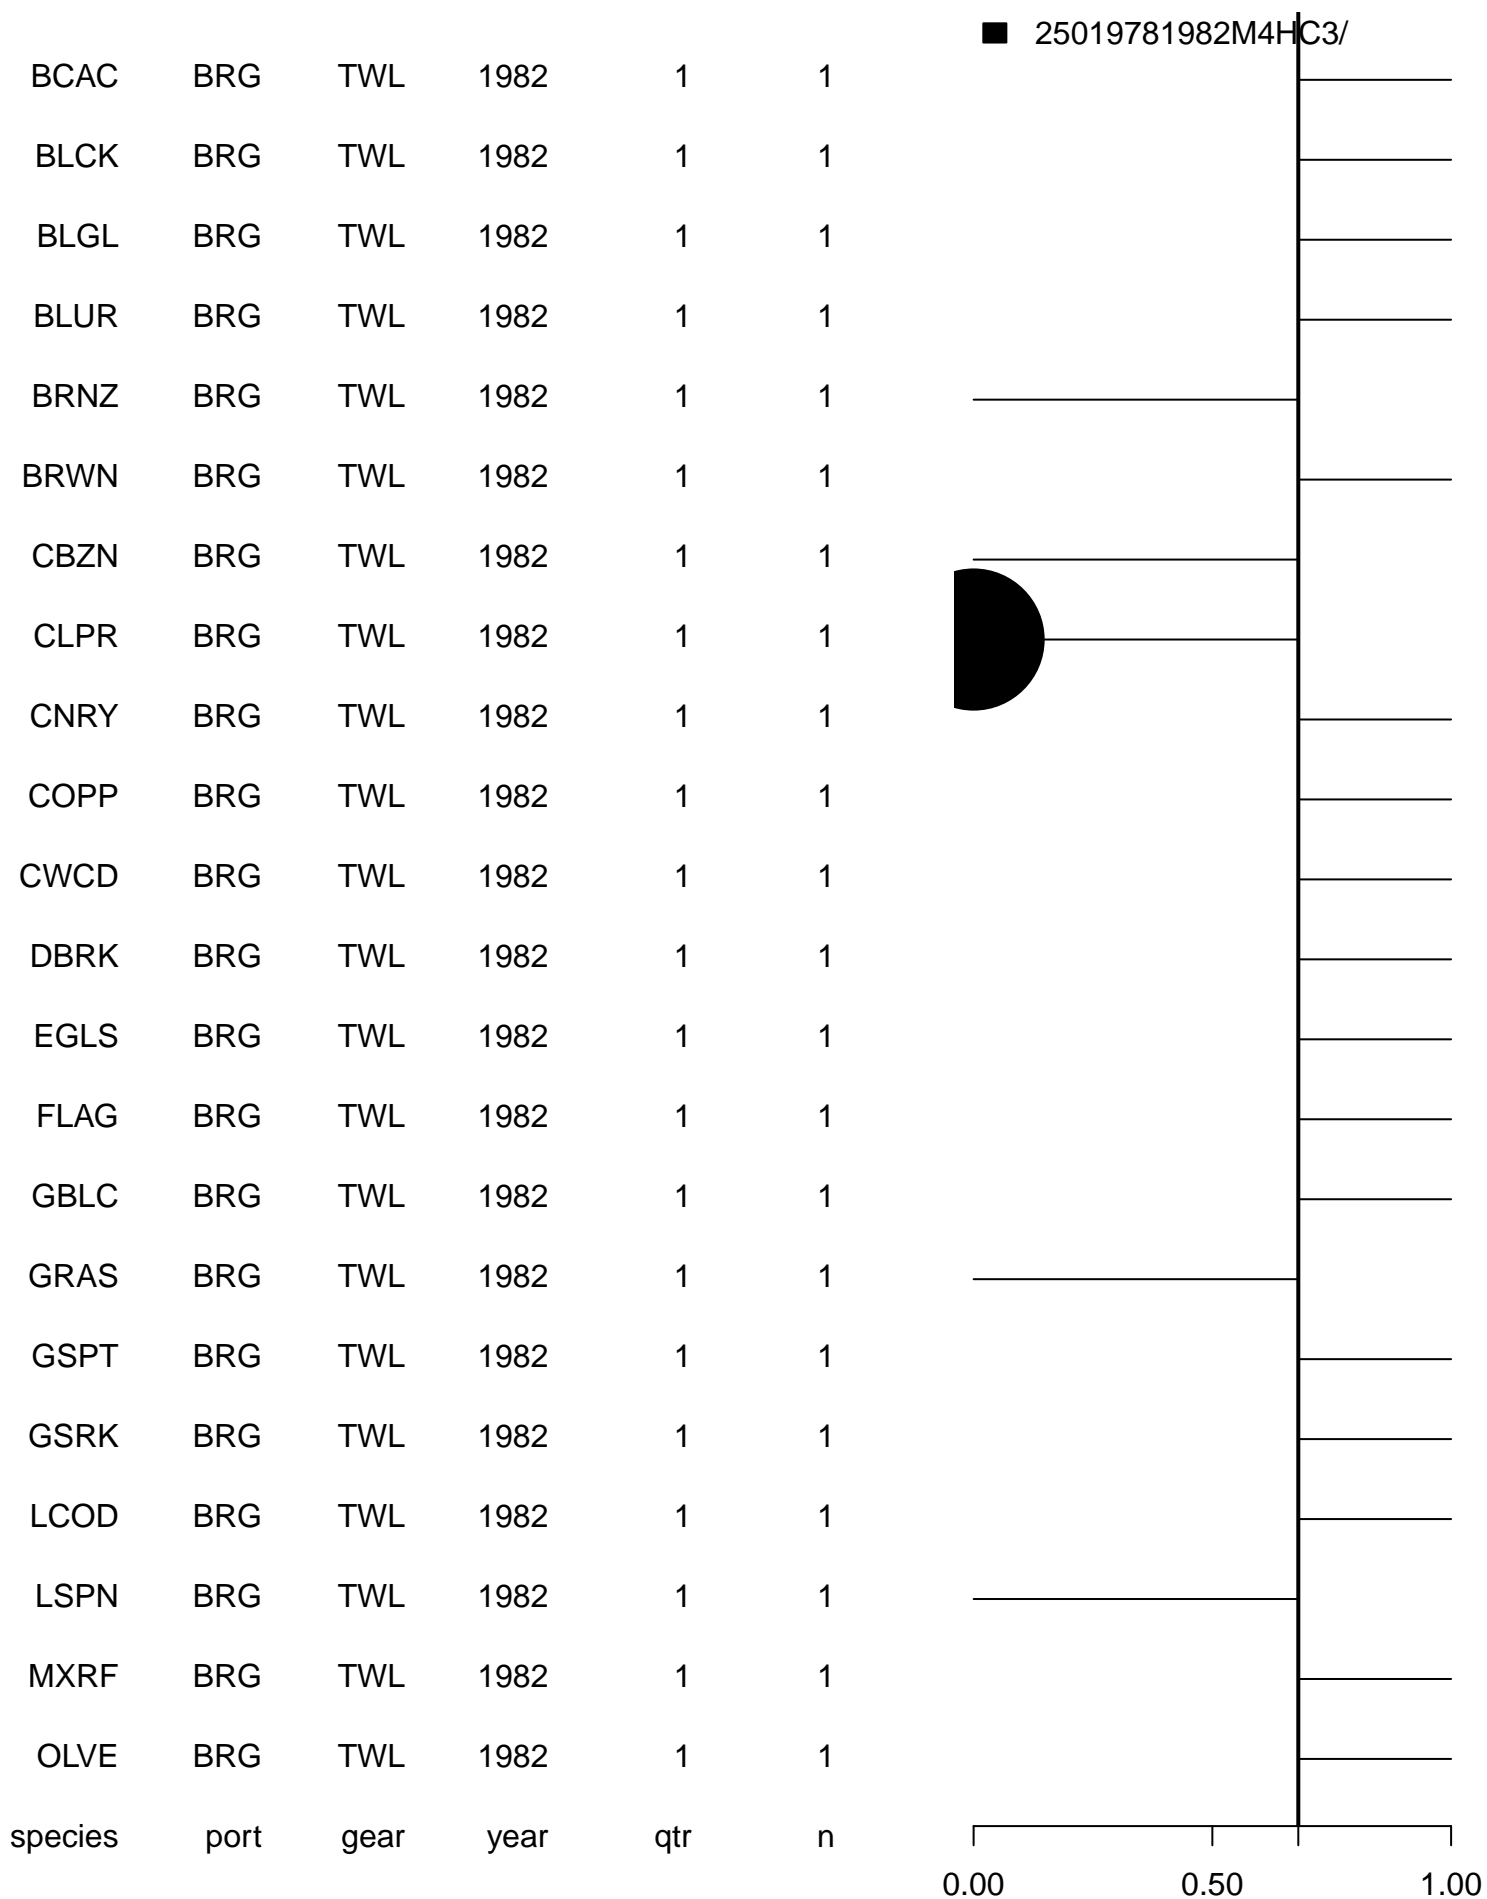 25019781982M4HC3/
BCAC BRG TWL 1982 1 1
BLCK BRG TWL 1982 1 1
BLGL BRG TWL 1982 1 1
BLUR BRG TWL 1982 1 1
BRNZ BRG TWL 1982 1 1
BRWN BRG TWL 1982 1 1
CBZN BRG TWL 1982 1 1
CLPR BRG TWL 1982 1 1
CNRY BRG TWL 1982 1 1
COPP BRG TWL 1982 1 1
CWCD BRG TWL 1982 1 1
DBRK BRG TWL 1982 1 1
EGLS BRG TWL 1982 1 1
FLAG BRG TWL 1982 1 1
GBLC BRG TWL 1982 1 1
GRAS BRG TWL 1982 1 1
GSPT BRG TWL 1982 1 1
GSRK BRG TWL 1982 1 1
LCOD BRG TWL 1982 1 1
LSPN BRG TWL 1982 1 1
MXRF BRG TWL 1982 1 1
OLVE BRG TWL 1982 1 1
species port gear year qtr n
0.00 0.50 1.00